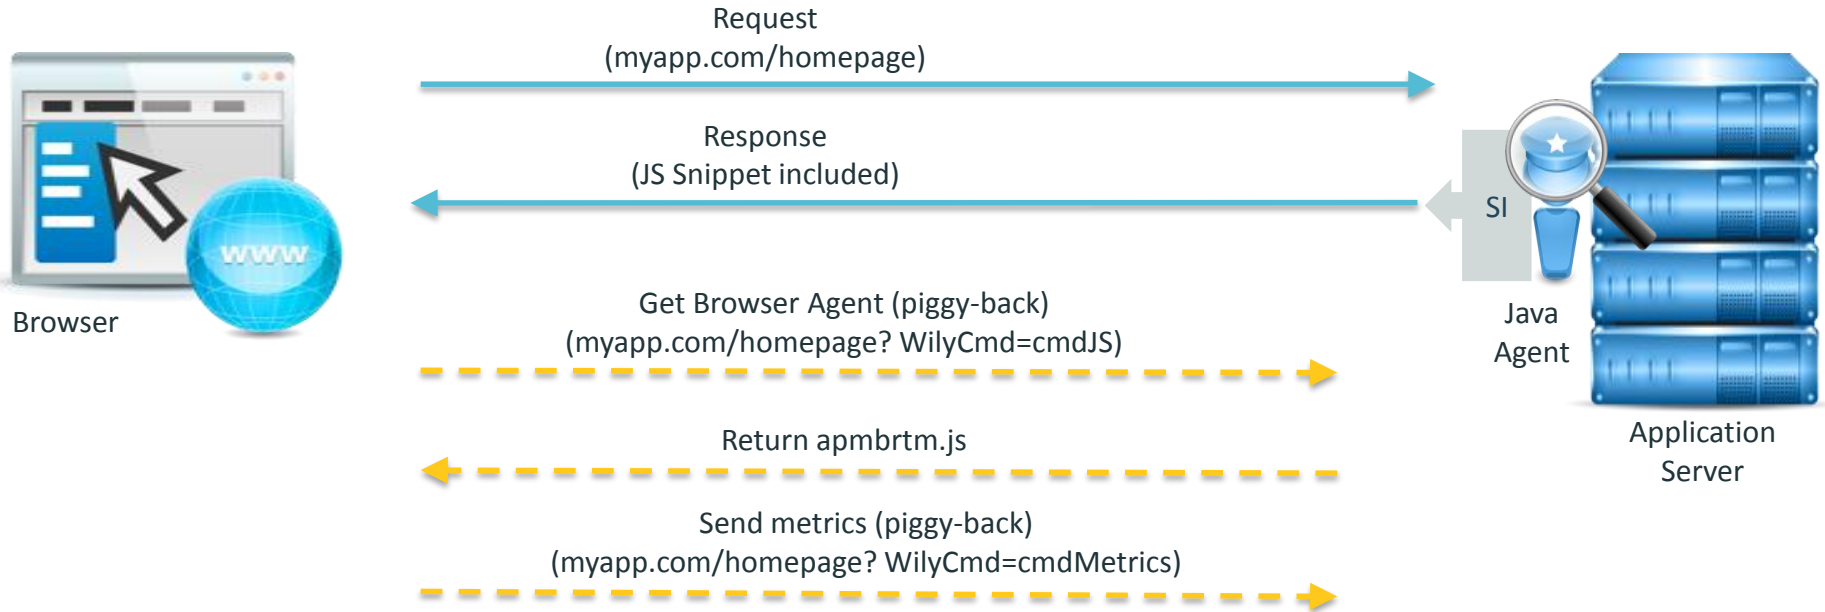 Request
(myapp.com/homepage)
Response
(JS Snippet included)
SI
www
Browser
Get Browser Agent (piggy-back)
(myapp.com/homepage? WilyCmd=cmdJS)
Java
Agent
Return apmbrtm.js
Application
Server
Send metrics (piggy-back)
(myapp.com/homepage? WilyCmd=cmdMetrics)